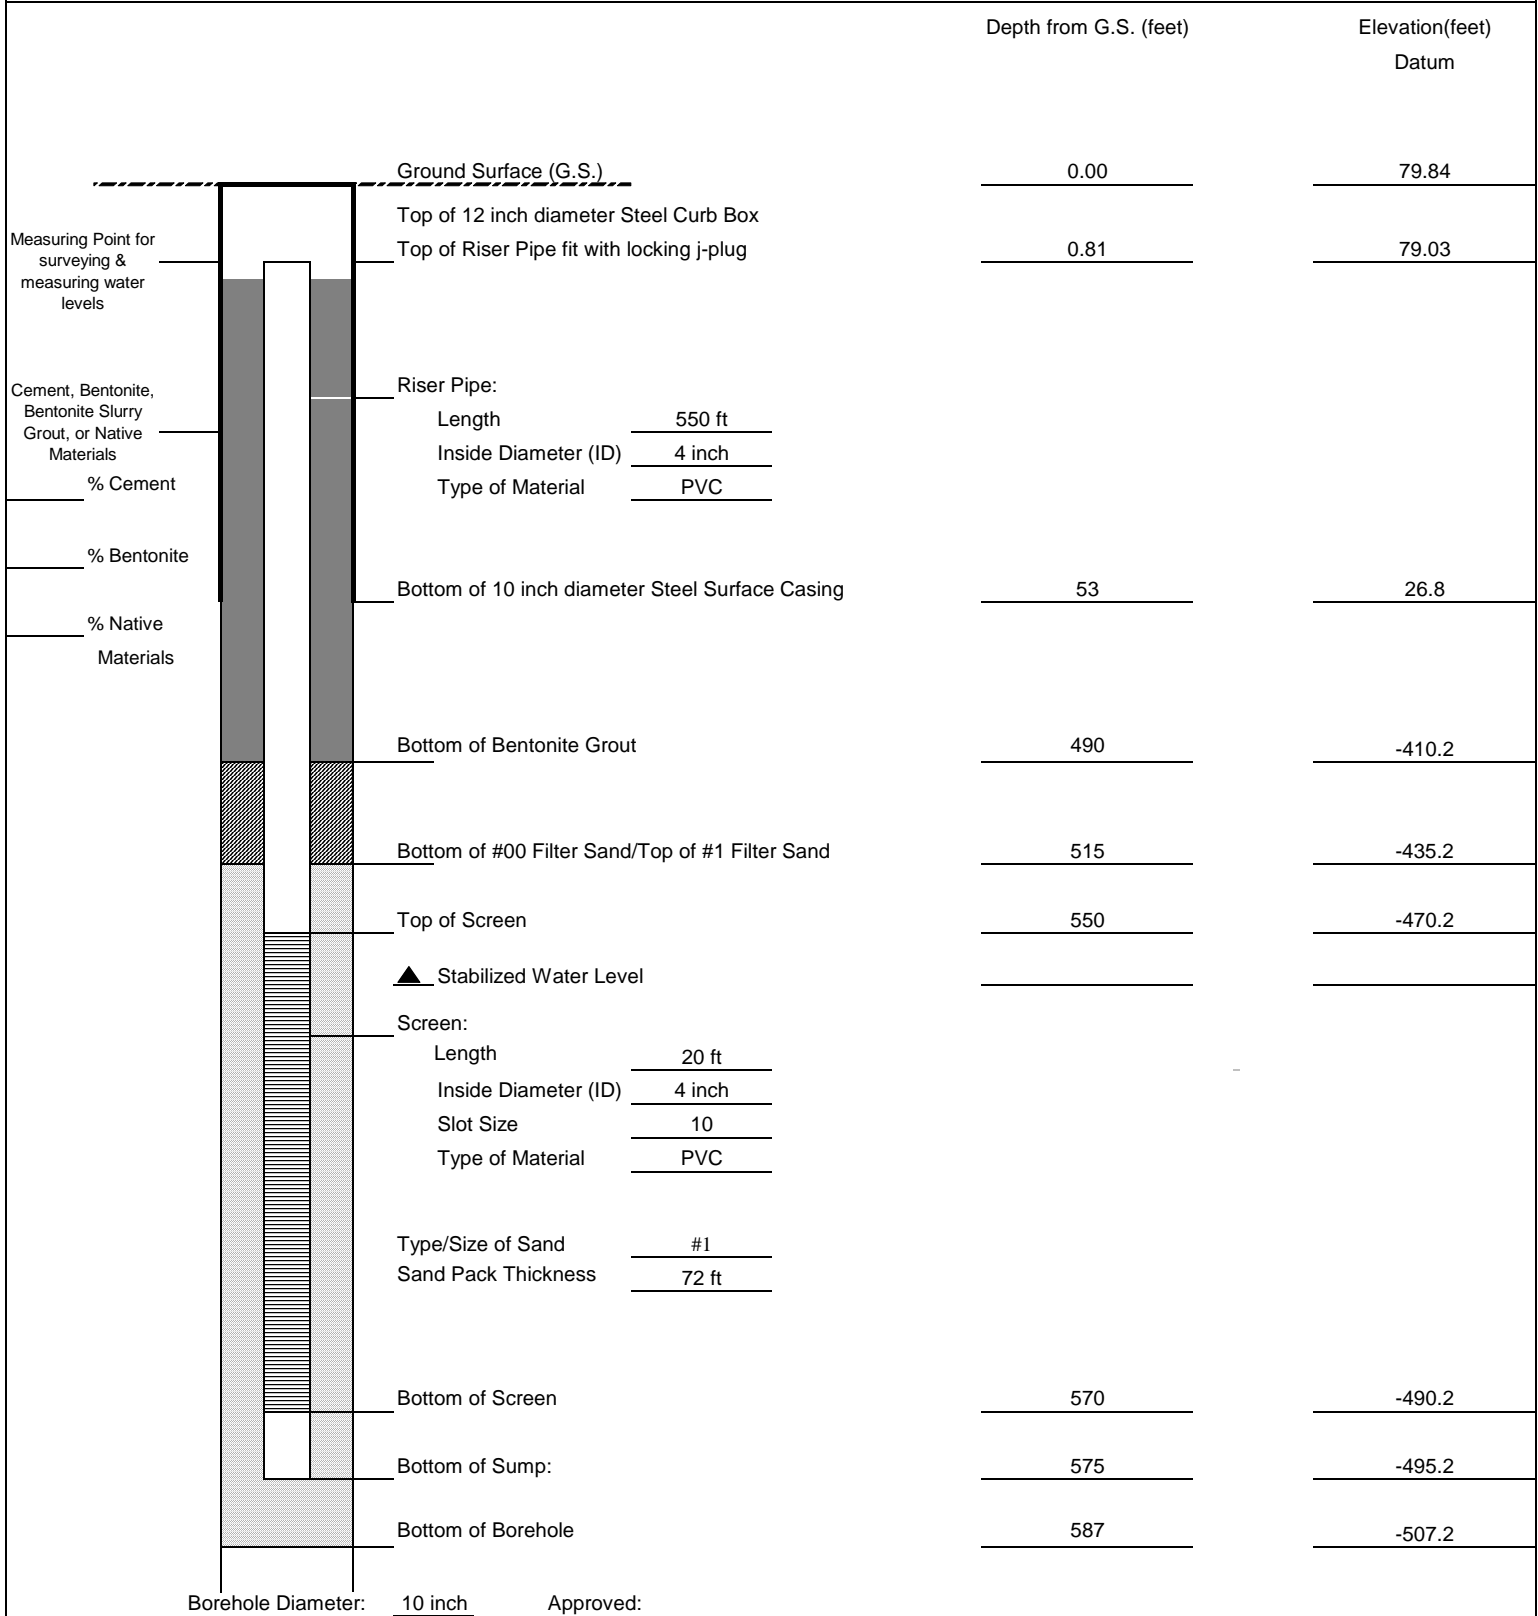 Depth from G.S. (feet) Elevation(feet)
Datum
Ground Surface (G.S.) 0.00 79.84
Top of 12 inch diameter Steel Curb Box
Measuring Point for
surveying &
measuring water
levels
Top of Riser Pipe fit with locking j-plug 0.81 79.03
Cement, Bentonite,
Bentonite Slurry
Grout, or Native
Materials
Riser Pipe:
Length 550 ft
Inside Diameter (ID) 4 inch
Type of Material PVC
% Cement
% Bentonite
Bottom of 10 inch diameter Steel Surface Casing 53 26.8
% Native
Materials
Bottom of Bentonite Grout 490 -410.2
Bottom of #00 Filter Sand/Top of #1 Filter Sand 515 -435.2
Top of Screen 550 -470.2
Stabilized Water Level
Screen:
Length 20 ft
Inside Diameter (ID) 4 inch
Slot Size 10
Type of Material PVC
Type/Size of Sand #1
Sand Pack Thickness 72 ft
Bottom of Screen 570 -490.2
Bottom of Sump: 575 -495.2
Bottom of Borehole 587 -507.2
Borehole Diameter: 10 inch Approved: